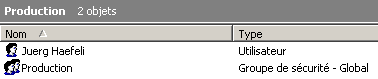 Production 2 objets
Nom Type
Juerg Haefeli Utilisateur
Production Groupe de sécurité - Global